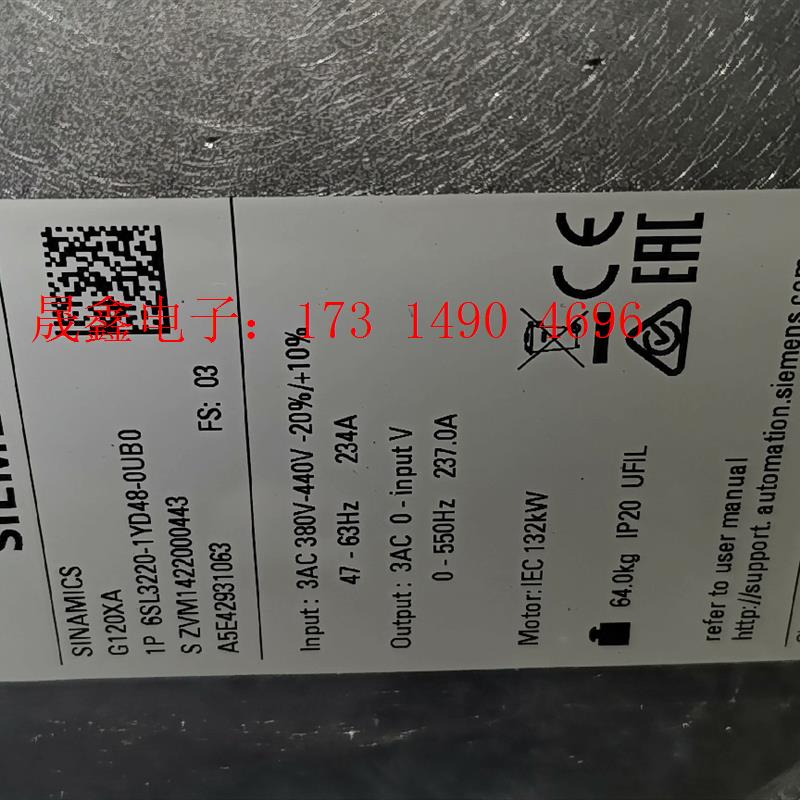 SINAMICS
G120XA
1P 6SL3220-1YD48-0UB0
S ZVM1422000443
A5E42931063
FS: 03
Input: 3AC 380V-440V -20%/+10%
47 - 63Hz 234A
Output: 3AC 0 - input V
0 - 550Hz 237.0A
Motor: IEC 132kW
64.0kg IP20 UFIL
CE
EAC
refer to user manual
http://support.automation.siemens.com
晟鑫电子：173 1490 4696